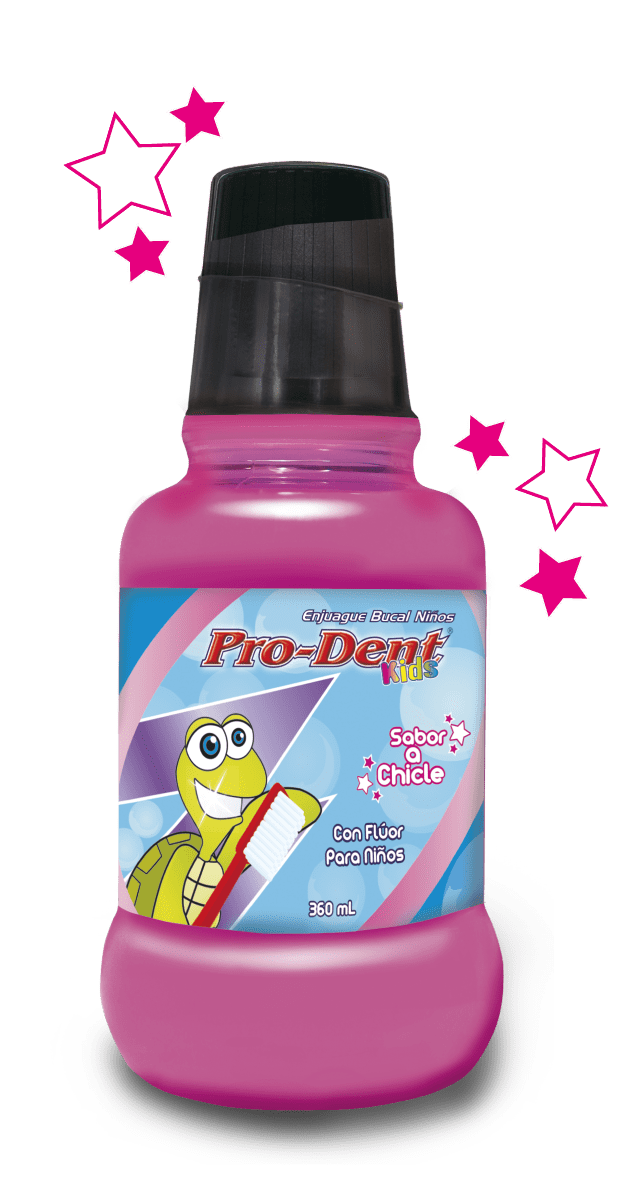 Enjuague Bucal Niños
Pro-Dent®
Kids
Sabor
a
Chicle
Con Flúor
Para Niños
360 mL